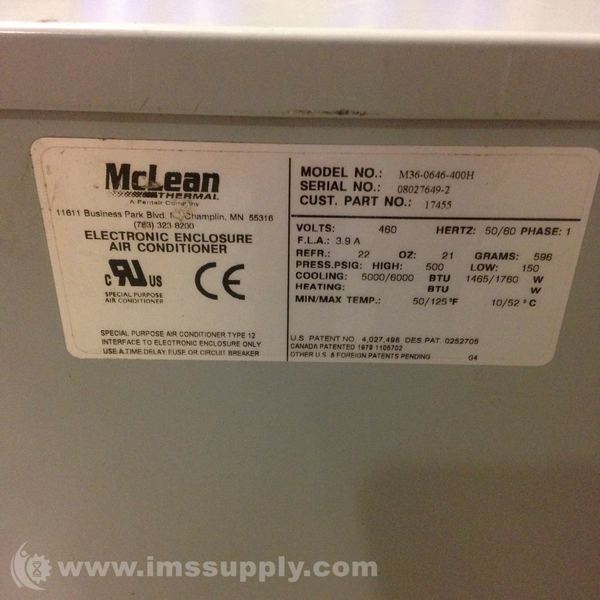 McLean
THERMAL
A Pentair Company
11611 Business Park Blvd. N. Champlin, MN 55316
(763) 323-8200
ELECTRONIC ENCLOSURE
AIR CONDITIONER
C UR US
CE
SPECIAL PURPOSE
AIR CONDITIONER
SPECIAL PURPOSE AIR CONDITIONER TYPE 12
INTERFACE TO ELECTRONIC ENCLOSURE ONLY
USE A TIME DELAY FUSE OR CIRCUIT BREAKER
MODEL NO.: M36-0646-400H
SERIAL NO.: 08027649-2
CUST. PART NO.: 17455
VOLTS: 460 HERTZ: 50/60 PHASE: 1
F.L.A.: 3.9 A
REFR.: 22 OZ: 21 GRAMS: 596
PRESS.PSIG: HIGH: 500 LOW: 150
COOLING: 5000/6000 BTU 1465/1760 W
HEATING: BTU W
MIN/MAX TEMP.: 50/125 °F 10/52 °C
U.S. PATENT NO. 4,027,498 DES PAT. 0252705
CANADA PATENTED 1979 1105702
OTHER U.S. & FOREIGN PATENTS PENDING G4
www.imssupply.com